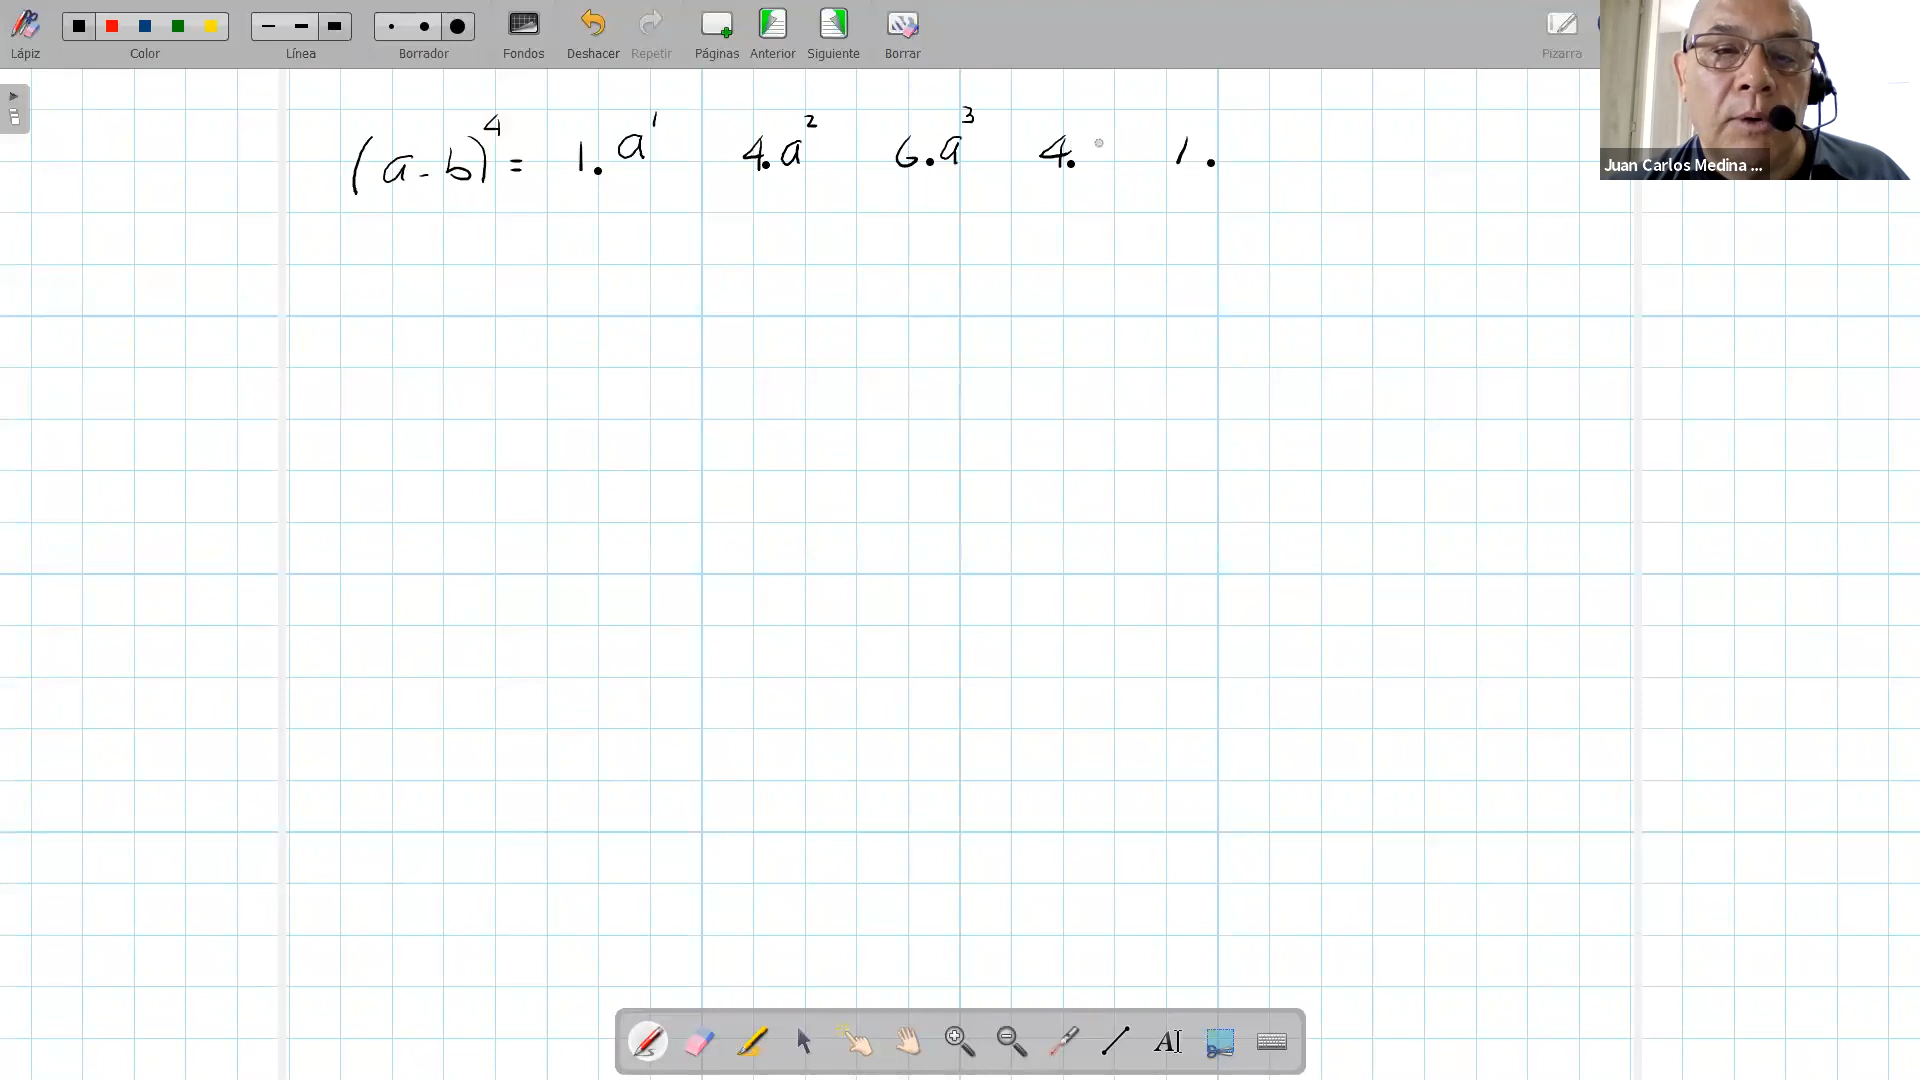 Lápiz Color Línea Borrador Fondos Deshacer Repetir Páginas Anterior Siguiente Borrar Pizarra
(a-b)⁴ = 1.a¹ 4.a² 6.a³ 4. 1.
Juan Carlos Medina ...